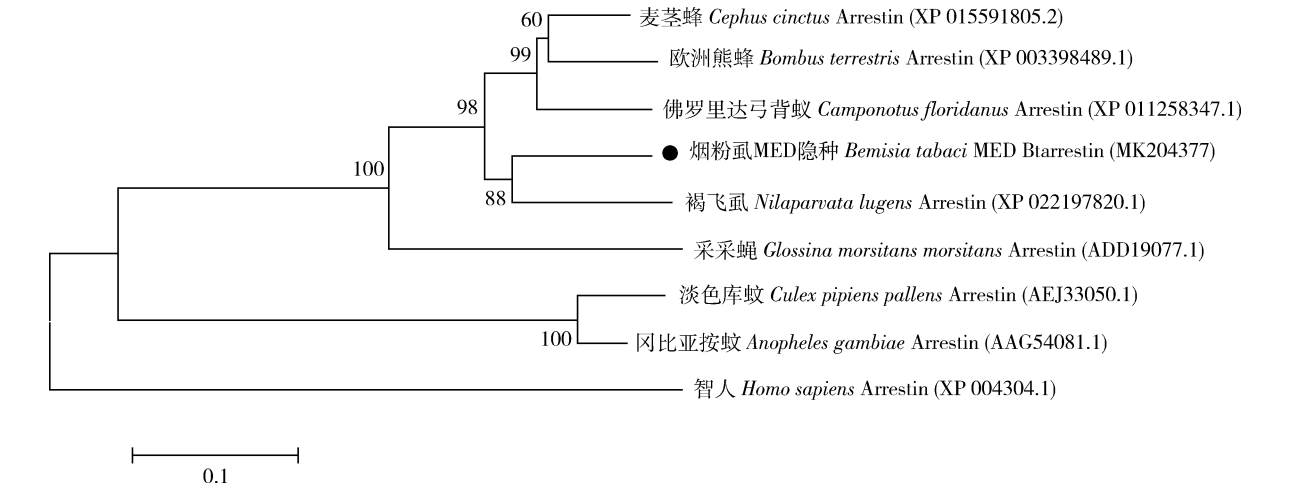 60
麦茎蜂 Cephus cinctus Arrestin (XP 015591805.2)
99
欧洲熊蜂 Bombus terrestris Arrestin (XP 003398489.1)
98
佛罗里达弓背蚁 Camponotus floridanus Arrestin (XP 011258347.1)
100
烟粉虱MED隐种 Bemisia tabaci MED Btarrestin (MK204377)
88
褐飞虱 Nilaparvata lugens Arrestin (XP 022197820.1)
采采蝇 Glossina morsitans morsitans Arrestin (ADD19077.1)
淡色库蚊 Culex pipiens pallens Arrestin (AEJ33050.1)
100
冈比亚按蚊 Anopheles gambiae Arrestin (AAG54081.1)
智人 Homo sapiens Arrestin (XP 004304.1)
0.1